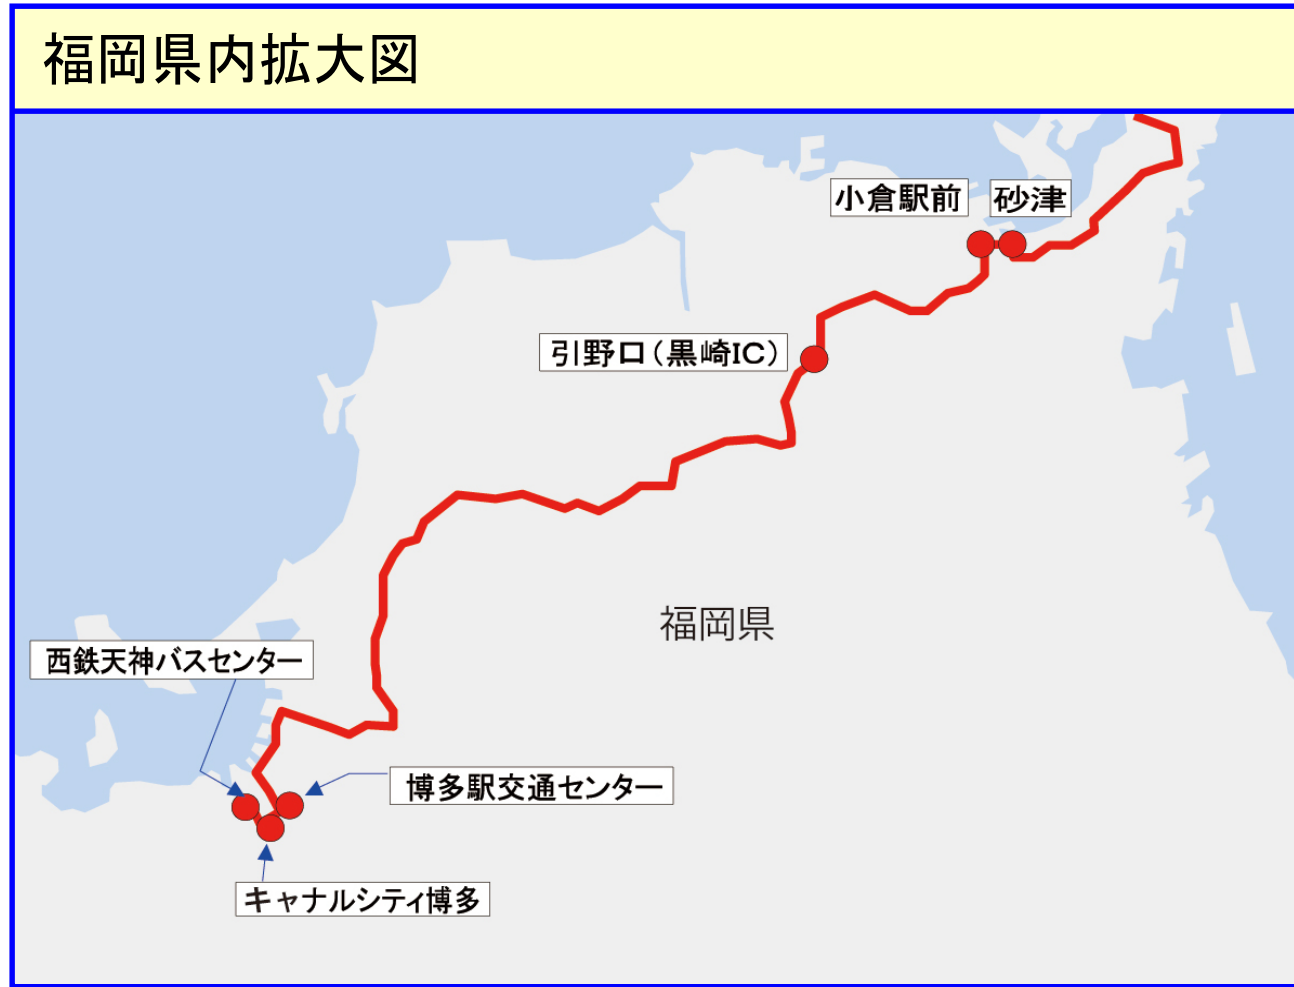 福岡県内拡大図
小倉駅前
砂津
引野口（黒崎IC）
福岡県
西鉄天神バスセンター
博多駅交通センター
キャナルシティ博多